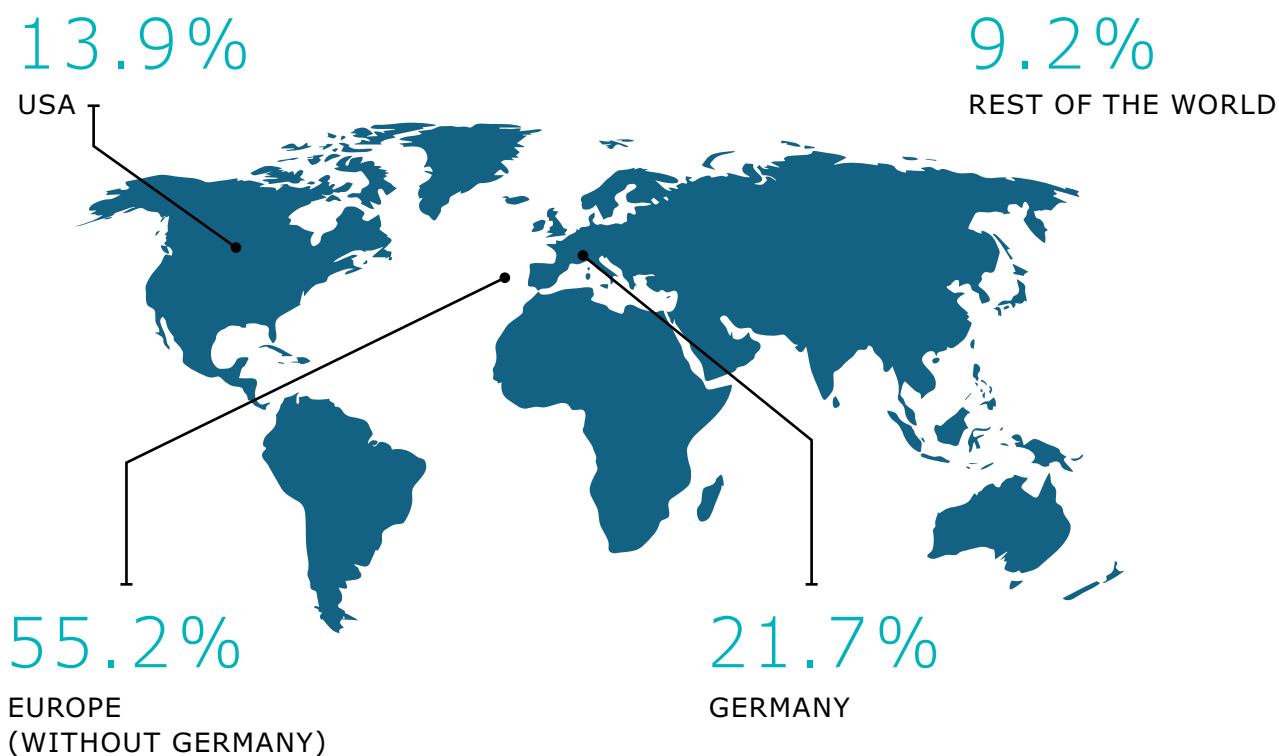 13.9%
USA
9.2%
REST OF THE WORLD
55.2%
EUROPE
(WITHOUT GERMANY)
21.7%
GERMANY